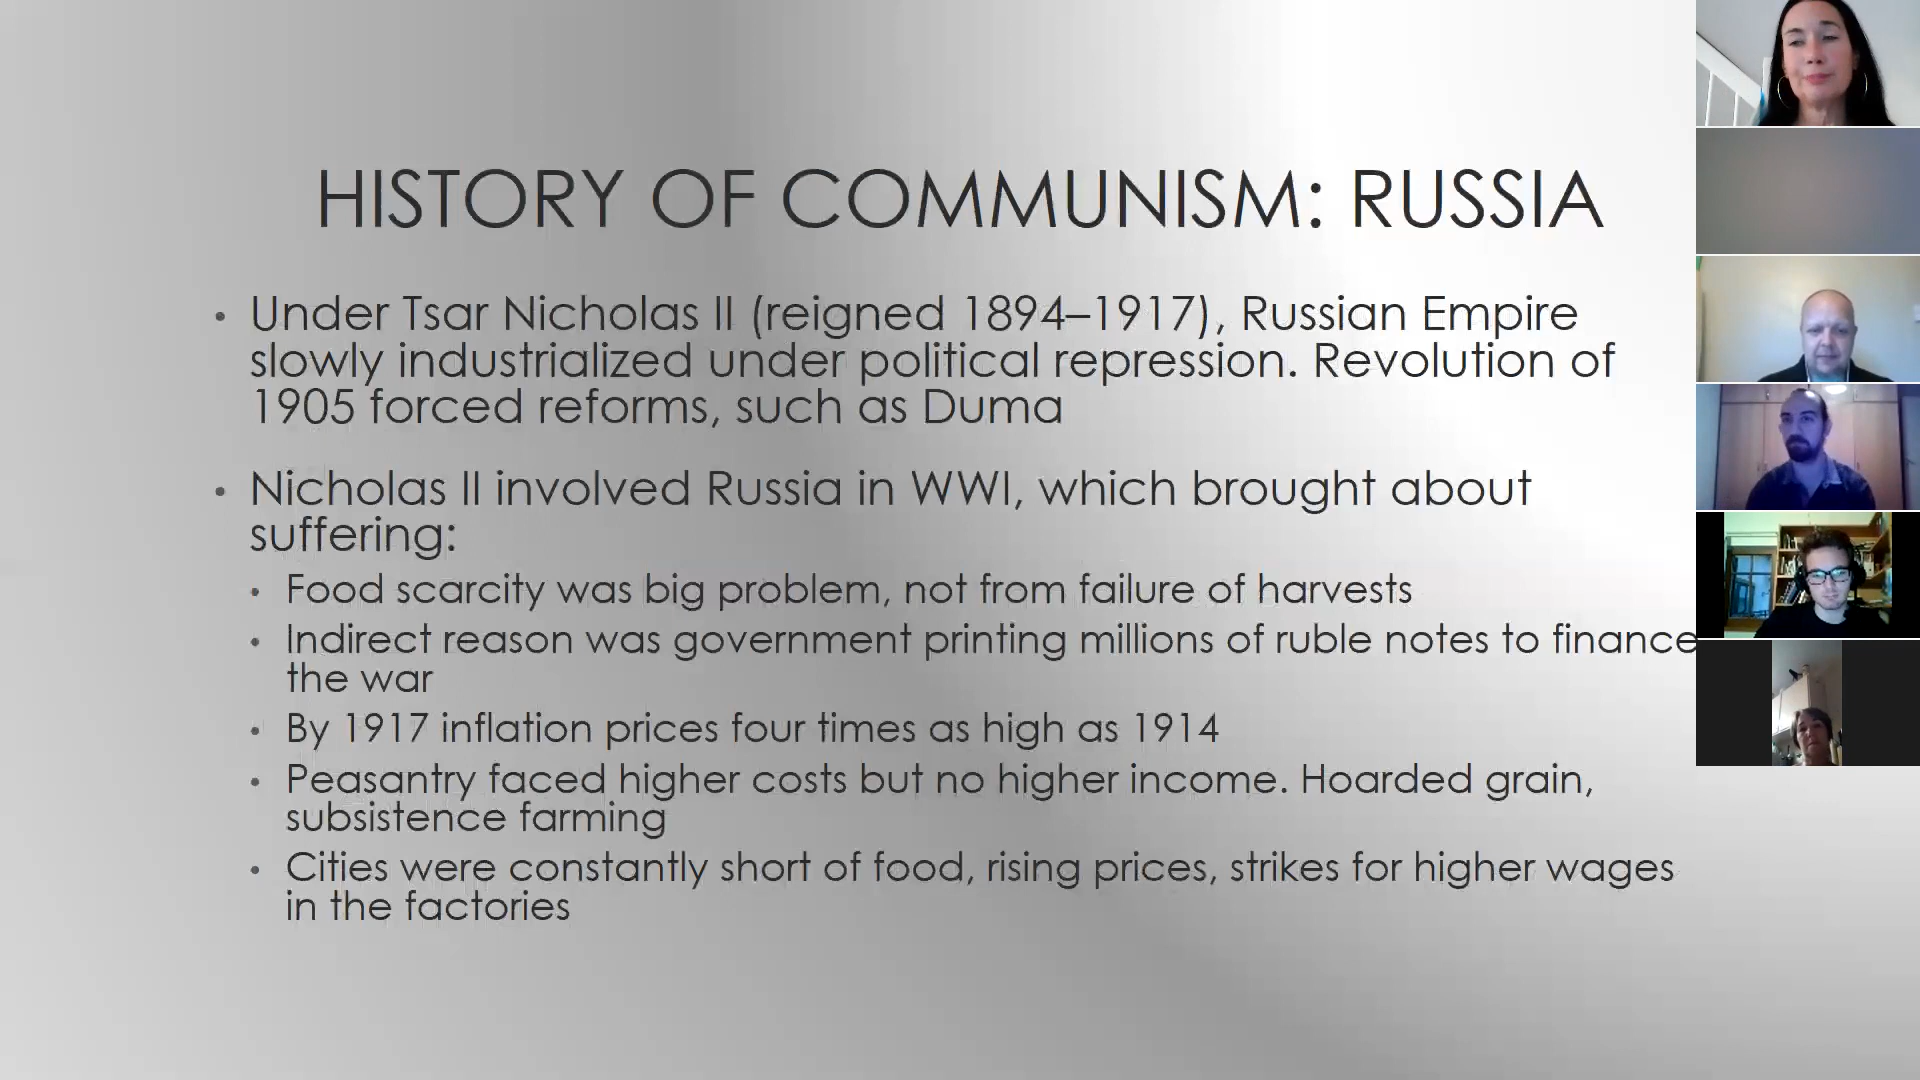 HISTORY OF COMMUNISM: RUSSIA
• Under Tsar Nicholas II (reigned 1894–1917), Russian Empire
slowly industrialized under political repression. Revolution of
1905 forced reforms, such as Duma
• Nicholas II involved Russia in WWI, which brought about
suffering:
• Food scarcity was big problem, not from failure of harvests
• Indirect reason was government printing millions of ruble notes to finance
the war
• By 1917 inflation prices four times as high as 1914
• Peasantry faced higher costs but no higher income. Hoarded grain,
subsistence farming
• Cities were constantly short of food, rising prices, strikes for higher wages
in the factories